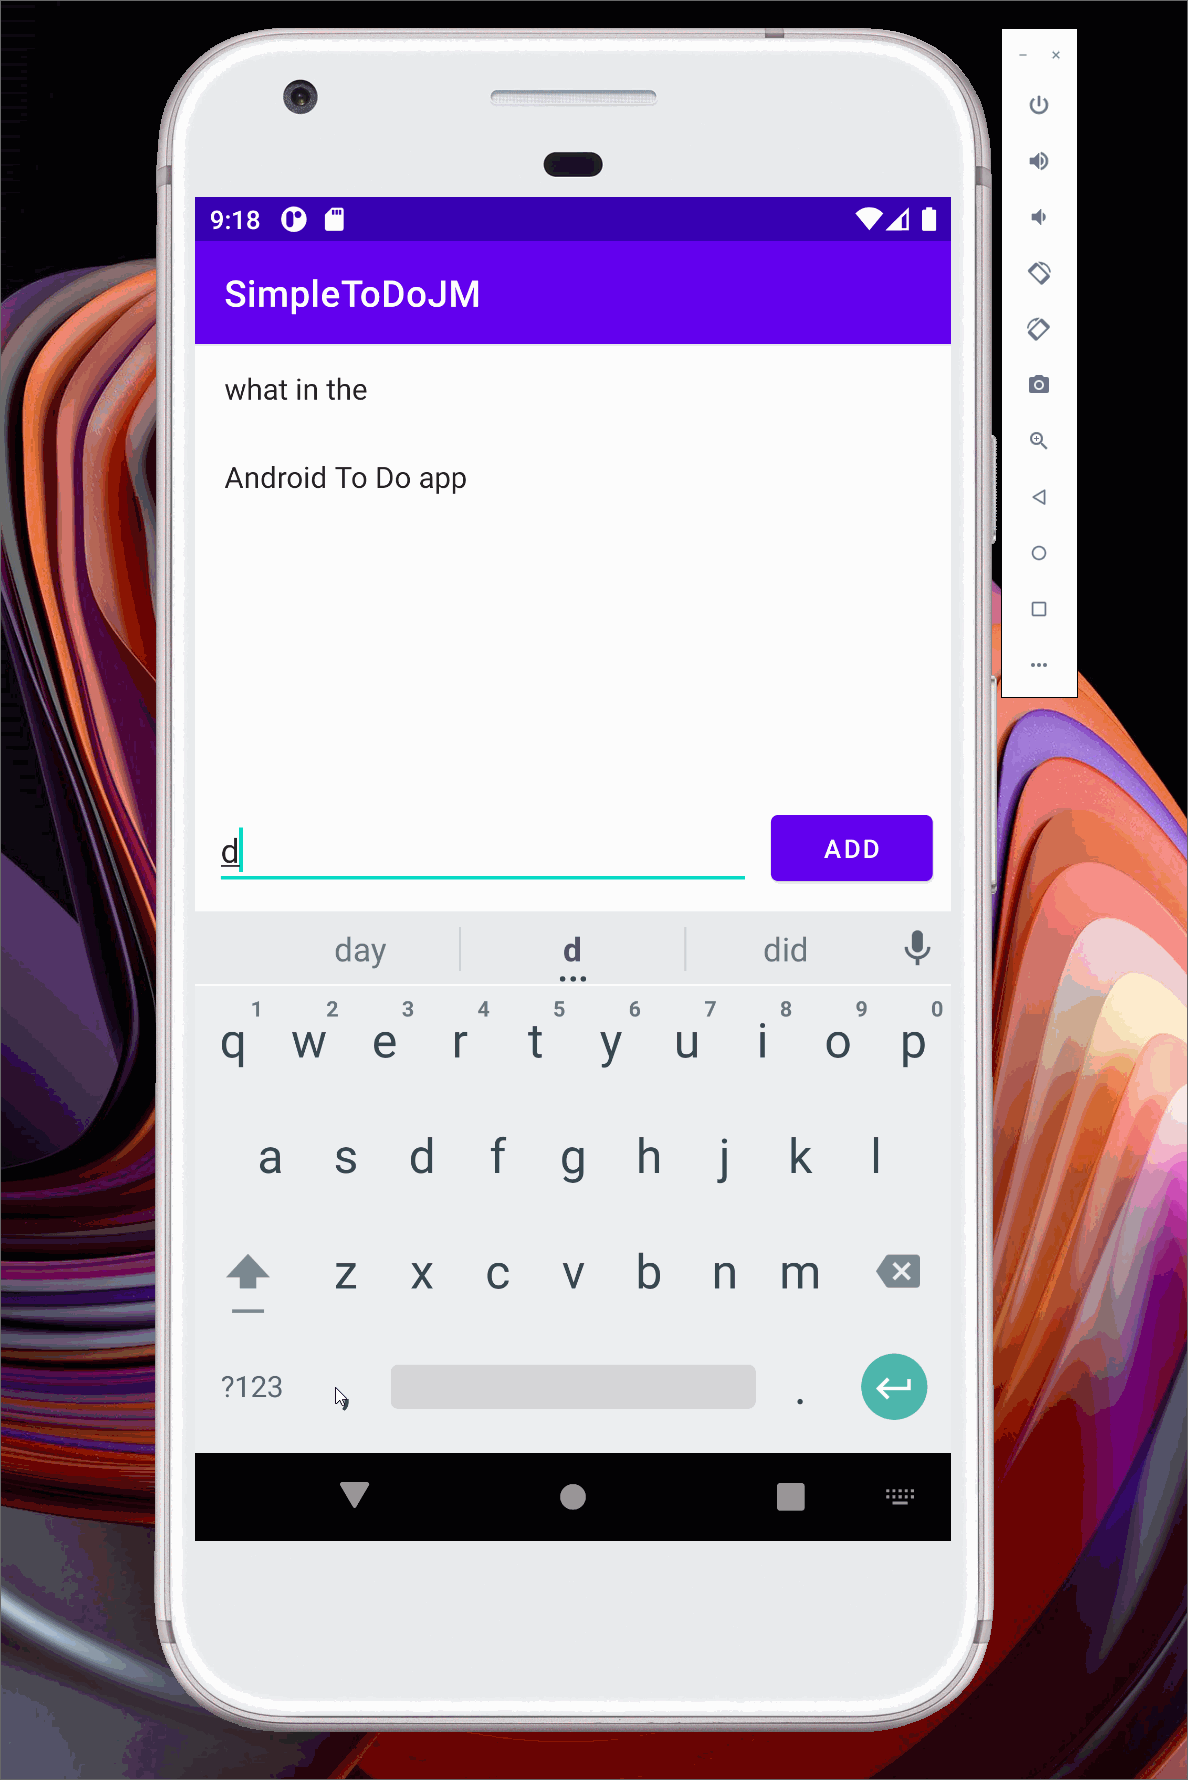 9:18
SimpleToDoJM
what in the
Android To Do app
d
ADD
day d did
1 2 3 4 5 6 7 8 9 0
q w e r t y u i o p
a s d f g h j k l
z x c v b n m
?123 , .